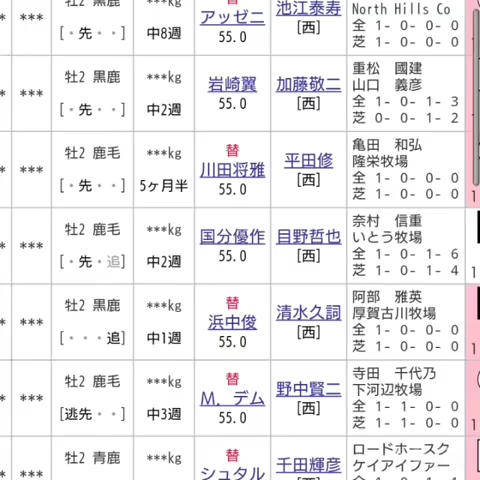 牡2 黒鹿
[・先・・]
中8週
替
アッゼニ
55.0
池江泰寿
[西]
North Hills Co
全 1- 0- 0- 0
芝 1- 0- 0- 0
* *** 牡2 黒鹿
[・先・・]
***kg
中2週
岩崎翼
55.0
加藤敬二
[西]
重松 國建
山口 義彦
全 1- 0- 1- 3
芝 0- 0- 1- 2
* *** 牡2 鹿毛
[・先・・]
***kg
5ヶ月半
替
川田将雅
55.0
平田修
[西]
亀田 和弘
隆栄牧場
全 0- 0- 0- 0
芝 0- 0- 0- 0
1
* *** 牡2 鹿毛
[・先・追]
***kg
中2週
国分優作
55.0
目野哲也
[西]
奈村 信重
いとう牧場
全 1- 0- 1- 6
芝 1- 0- 1- 4
1
* *** 牡2 黒鹿
[・・・追]
***kg
中1週
替
浜中俊
55.0
清水久詞
[西]
阿部 雅英
厚賀古川牧場
全 1- 0- 0- 0
芝 1- 0- 0- 0
1
* *** 牡2 鹿毛
[逃先・・]
***kg
中3週
替
M.デム
55.0
野中賢二
[西]
寺田 千代乃
下河辺牧場
全 1- 1- 0- 0
芝 1- 1- 0- 0
1
* *** 牡2 青鹿
***kg
替
シュタル
千田輝彦
ロードホースク
ケイアイファー